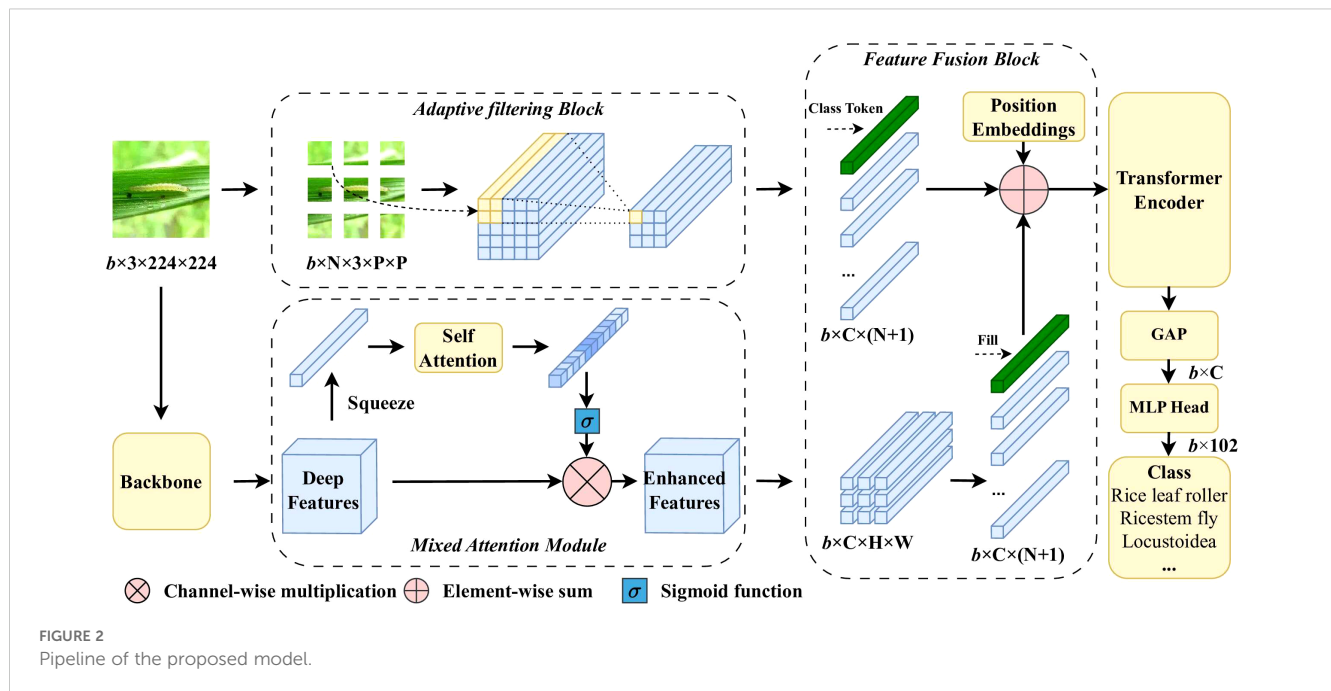 Adaptive filtering Block
b×3×224×224
b×N×3×P×P
Feature Fusion Block
Class Token
Position
Embeddings
...
b×C×(N+1)
Transformer
Encoder
Self
Attention
Squeeze
σ
Backbone
Deep
Features
Enhanced
Features
Mixed Attention Module
Fill
b×C×H×W
...
b×C×(N+1)
GAP
b×C
MLP Head
b×102
Class
Rice leaf roller
Ricestem fly
Locustoidea
...
Channel-wise multiplication
Element-wise sum
σ
Sigmoid function
FIGURE 2
Pipeline of the proposed model.